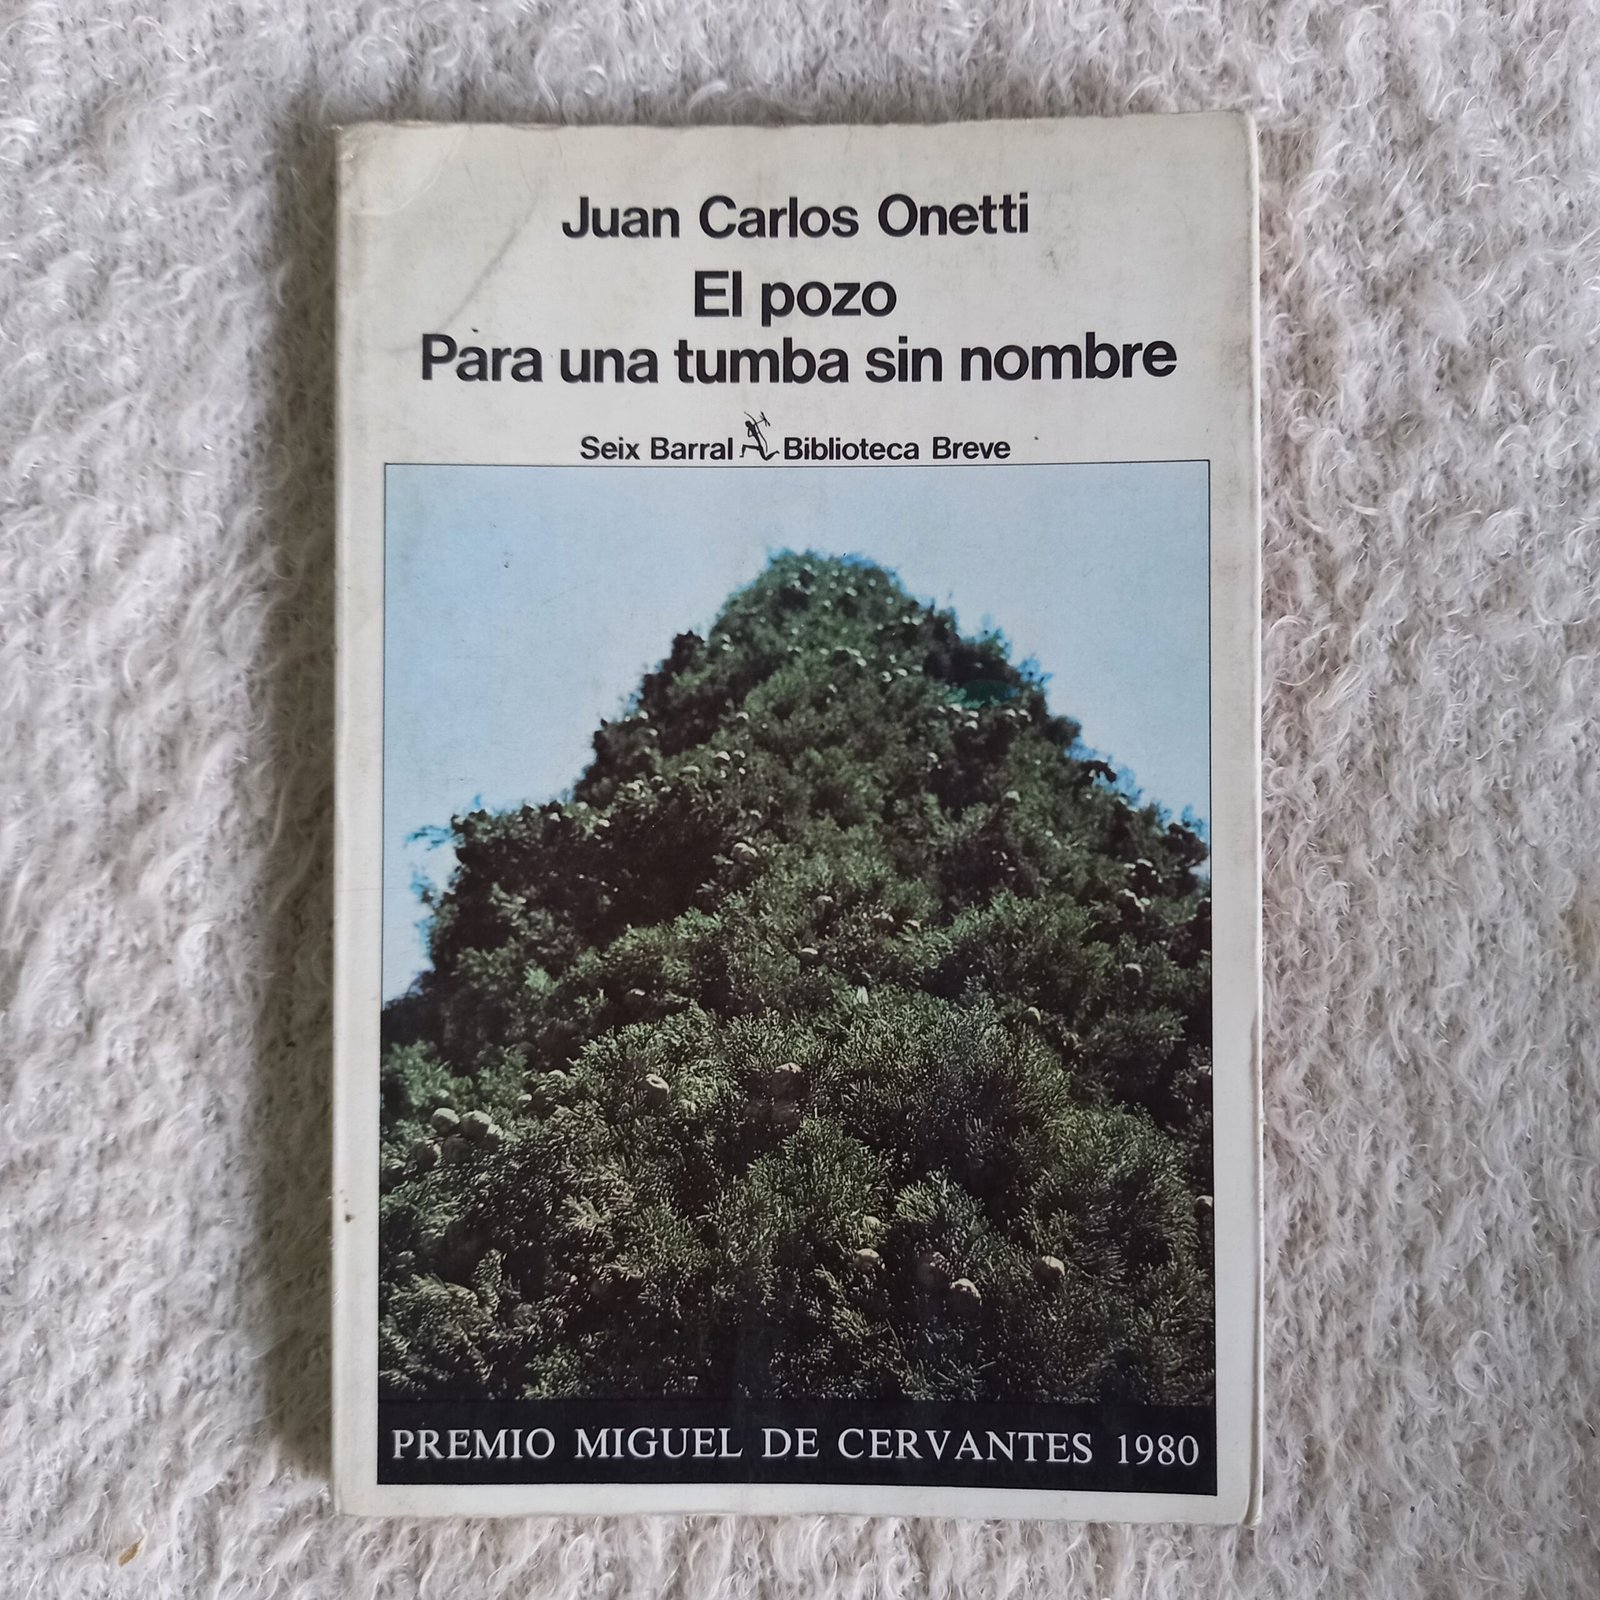 Juan Carlos Onetti
El pozo
Para una tumba sin nombre
Seix Barral Biblioteca Breve
PREMIO MIGUEL DE CERVANTES 1980